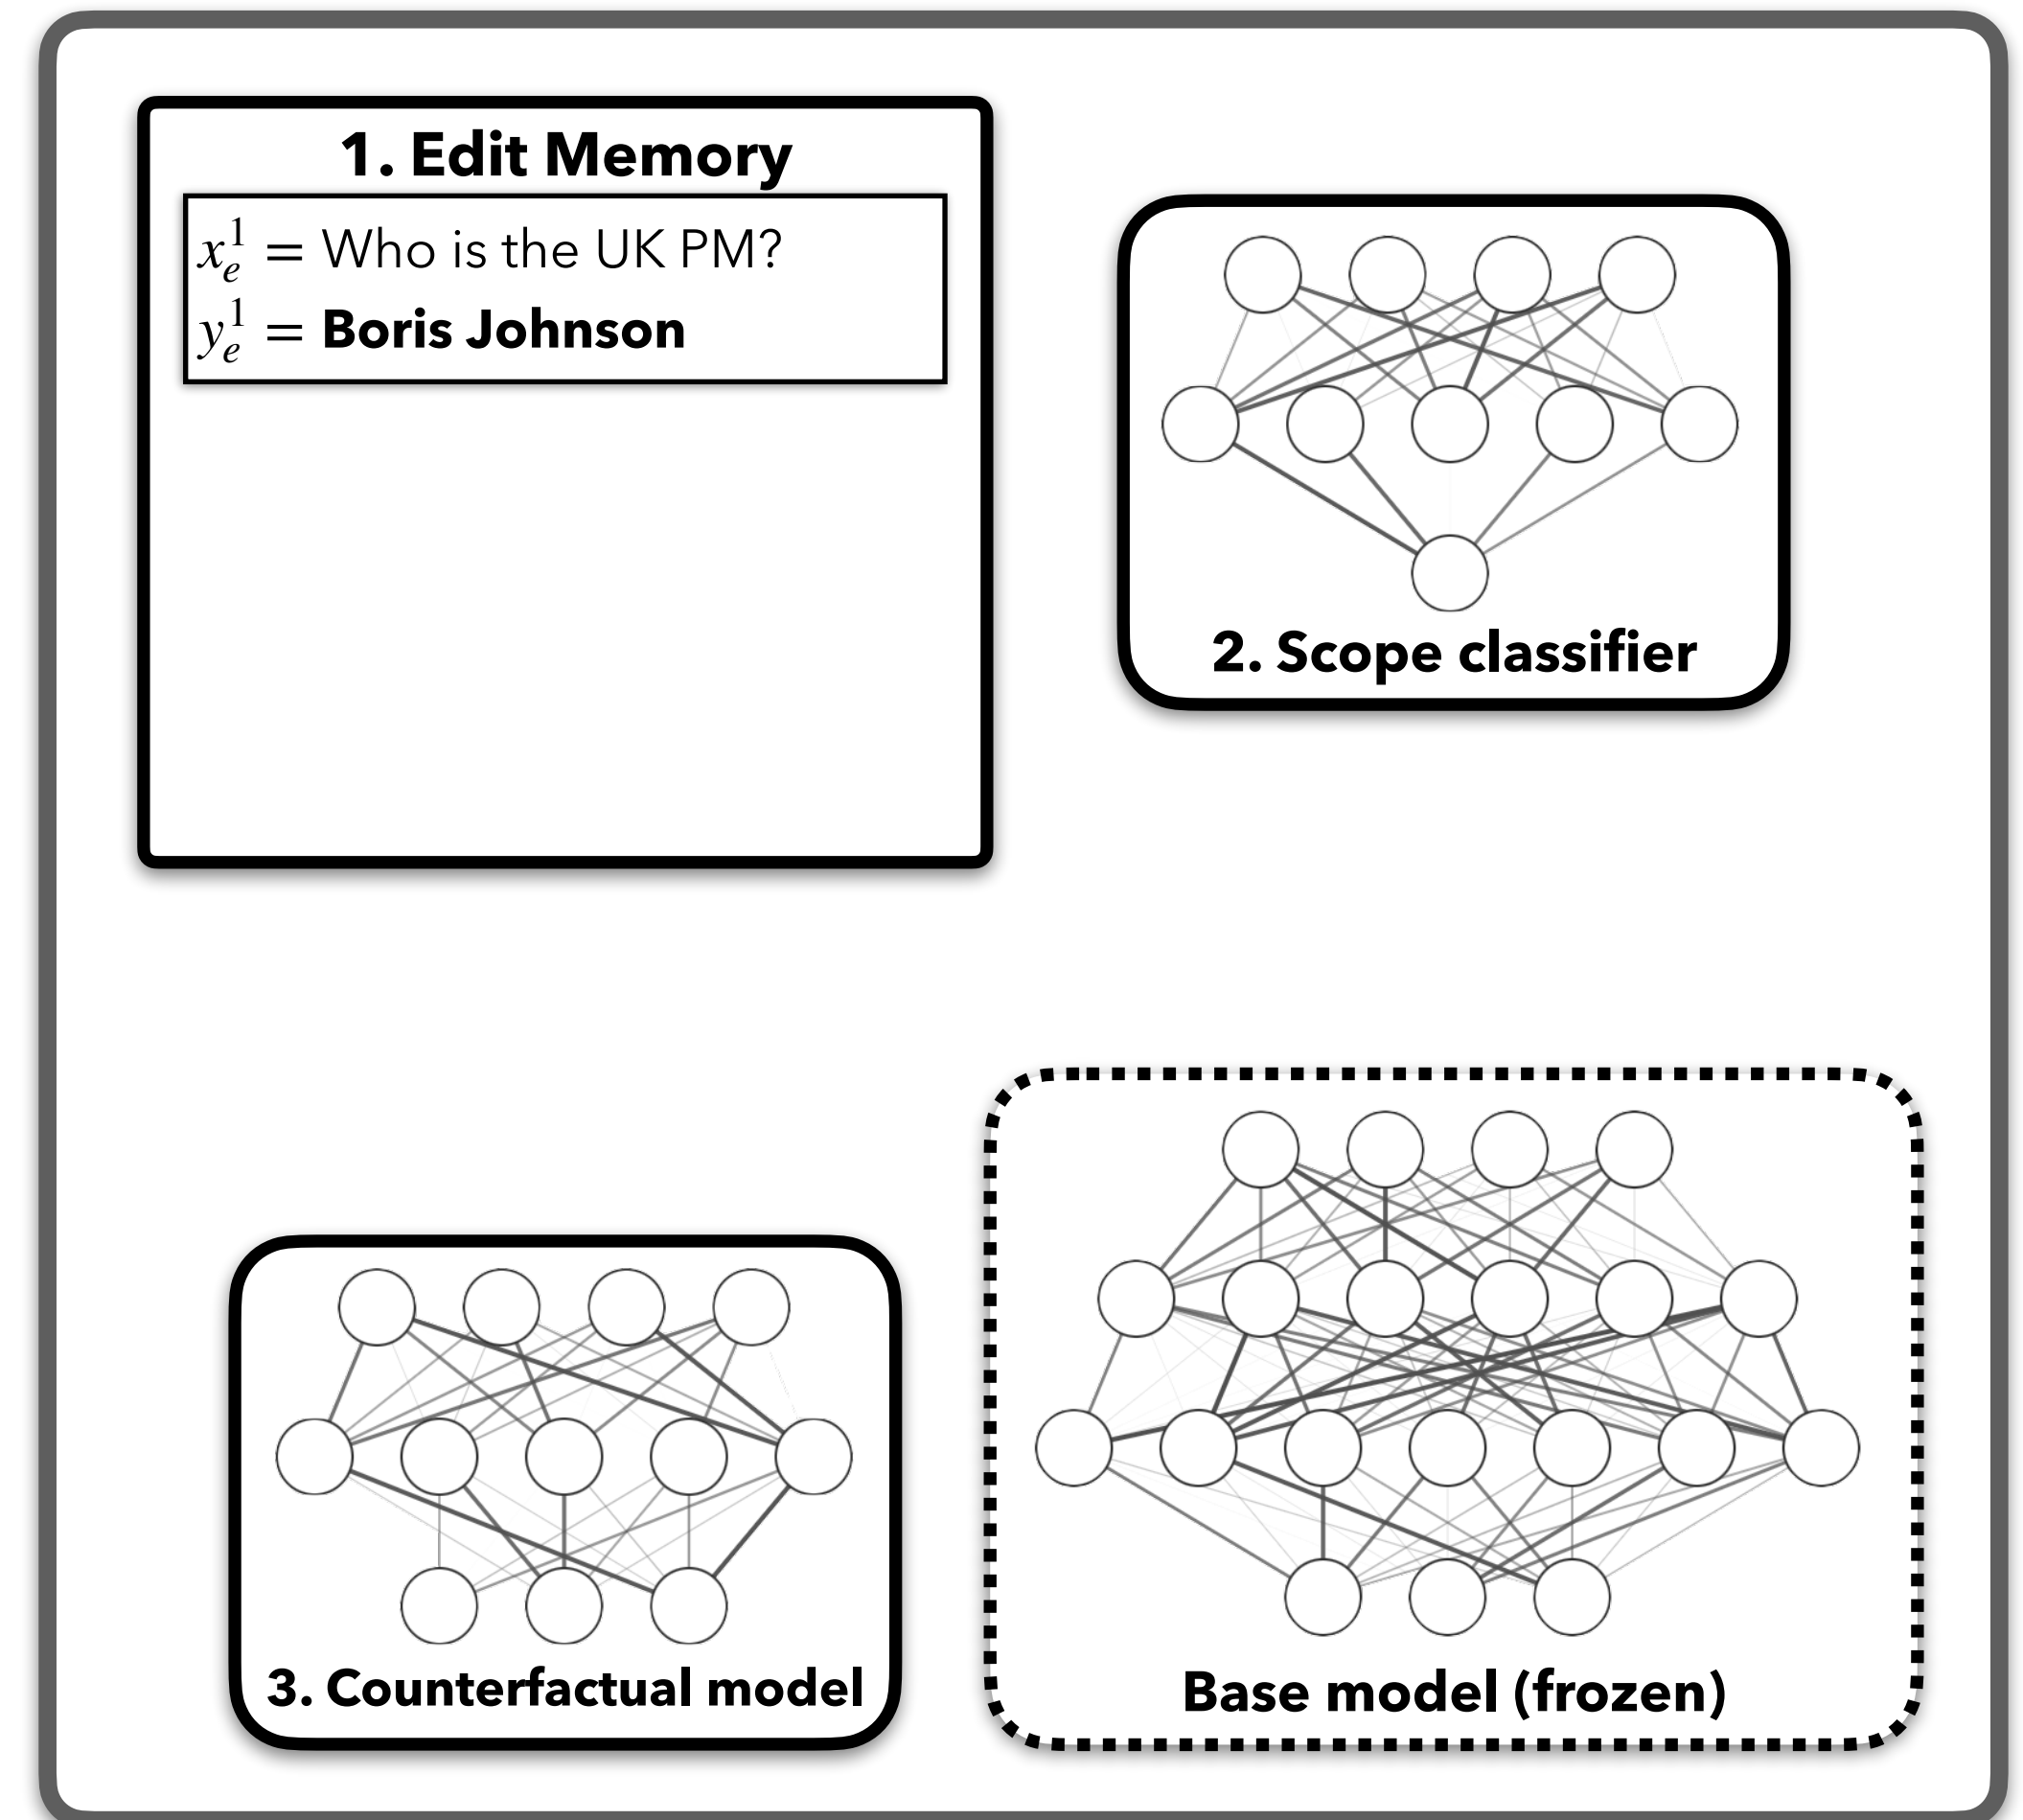 1. Edit Memory
x_e^1 = Who is the UK PM?
y_e^1 = Boris Johnson
2. Scope classifier
3. Counterfactual model
Base model (frozen)